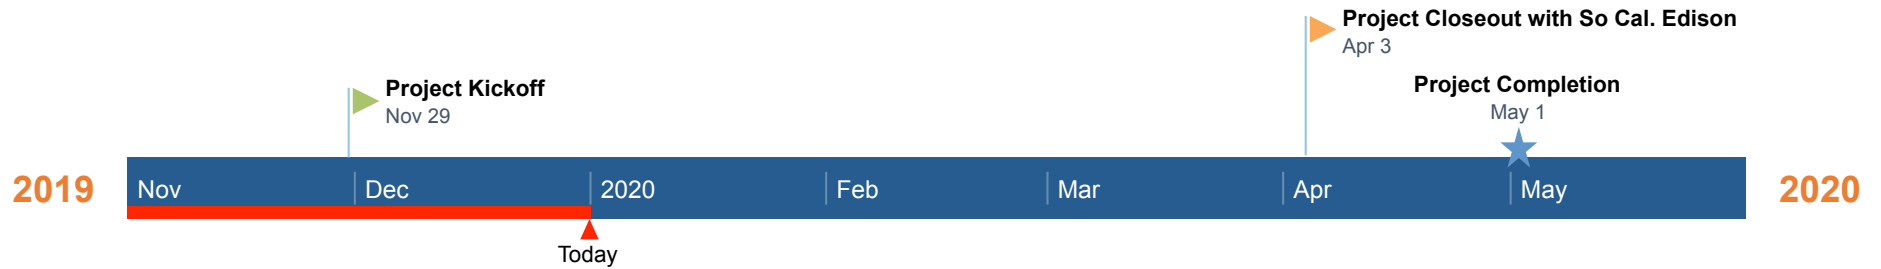 Project Closeout with So Cal. Edison
Apr 3
Project Kickoff
Nov 29
Project Completion
May 1
2019 Nov Dec 2020 Feb Mar Apr May 2020
Today